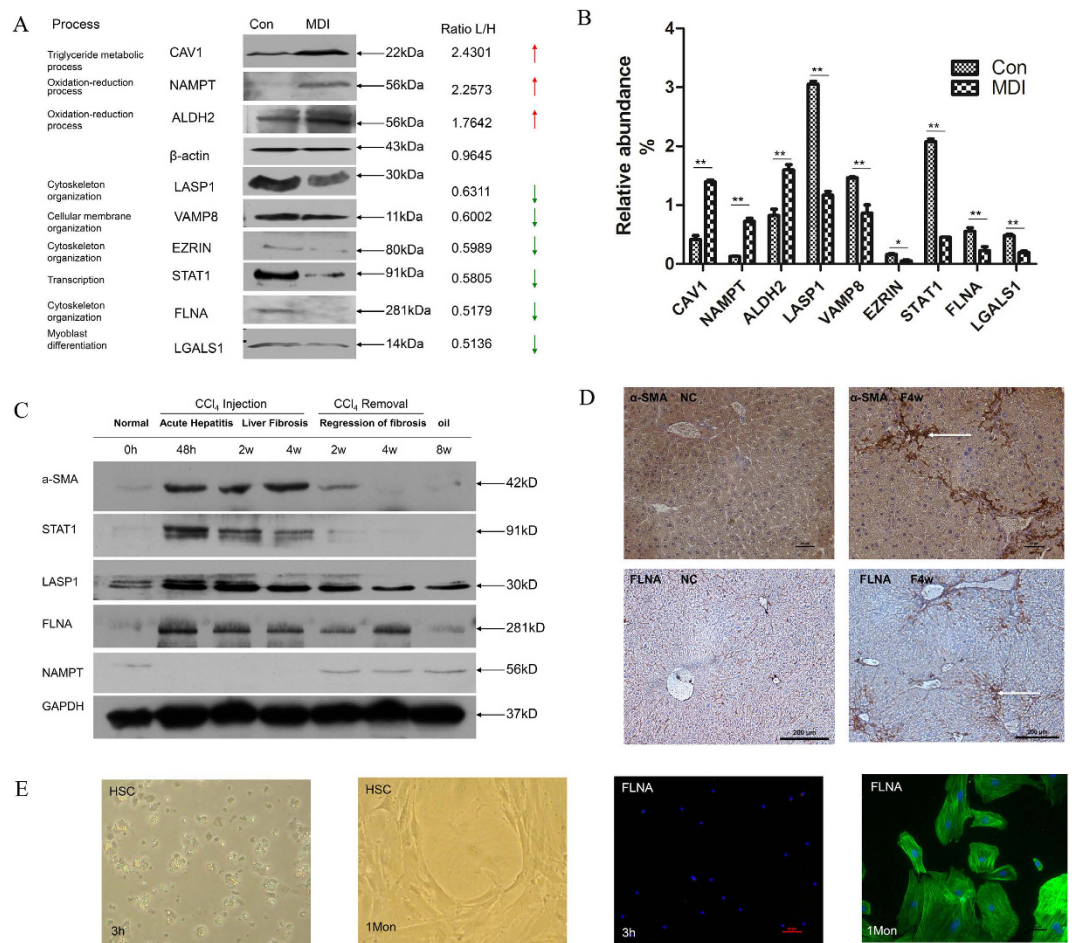 A
Process
Con MDI
Ratio L/H
Triglyceride metabolic
process
CAV1
22kDa
2.4301
Oxidation-reduction
process
NAMPT
56kDa
2.2573
Oxidation-reduction
process
ALDH2
56kDa
1.7642
β-actin
43kDa
0.9645
LASP1
30kDa
0.6311
Cytoskeleton
organization
Cellular membrane
organization
VAMP8
11kDa
0.6002
Cytoskeleton
organization
EZRIN
80kDa
0.5989
Transcription
STAT1
91kDa
0.5805
Cytoskeleton
organization
FLNA
281kDa
0.5179
Myoblast
differentiation
LGALS1
14kDa
0.5136
B
Relative abundance
%
4
3
2
1
0
Con
MDI
** ** ** ** ** * ** ** **
CAV1 NAMPT ALDH2 LASP1 VAMP8 EZRIN STAT1 FLNA LGALS1
C
CCl4 Injection CCl4 Removal
Normal Acute Hepatitis Liver Fibrosis Regression of fibrosis oil
0h 48h 2w 4w 2w 4w 8w
a-SMA 42kD
STAT1 91kD
LASP1 30kD
FLNA 281kD
NAMPT 56kD
GAPDH 37kD
D
α-SMA NC
α-SMA F4w
FLNA NC
200 µm
FLNA F4w
200 µm
E
HSC
3h
HSC
1Mon
FLNA
3h
FLNA
1Mon